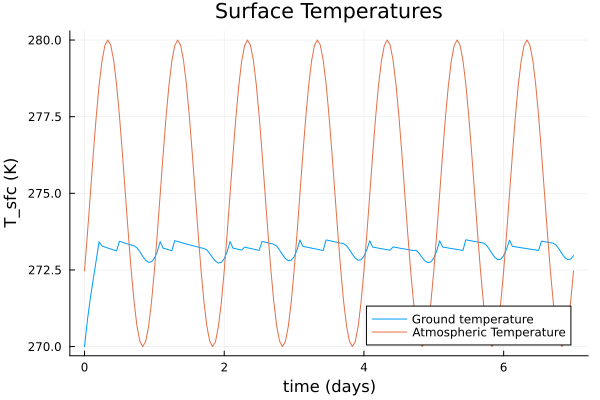 Surface Temperatures
T_sfc (K)
280.0
277.5
275.0
272.5
270.0
0
2
4
6
time (days)
Ground temperature
Atmospheric Temperature